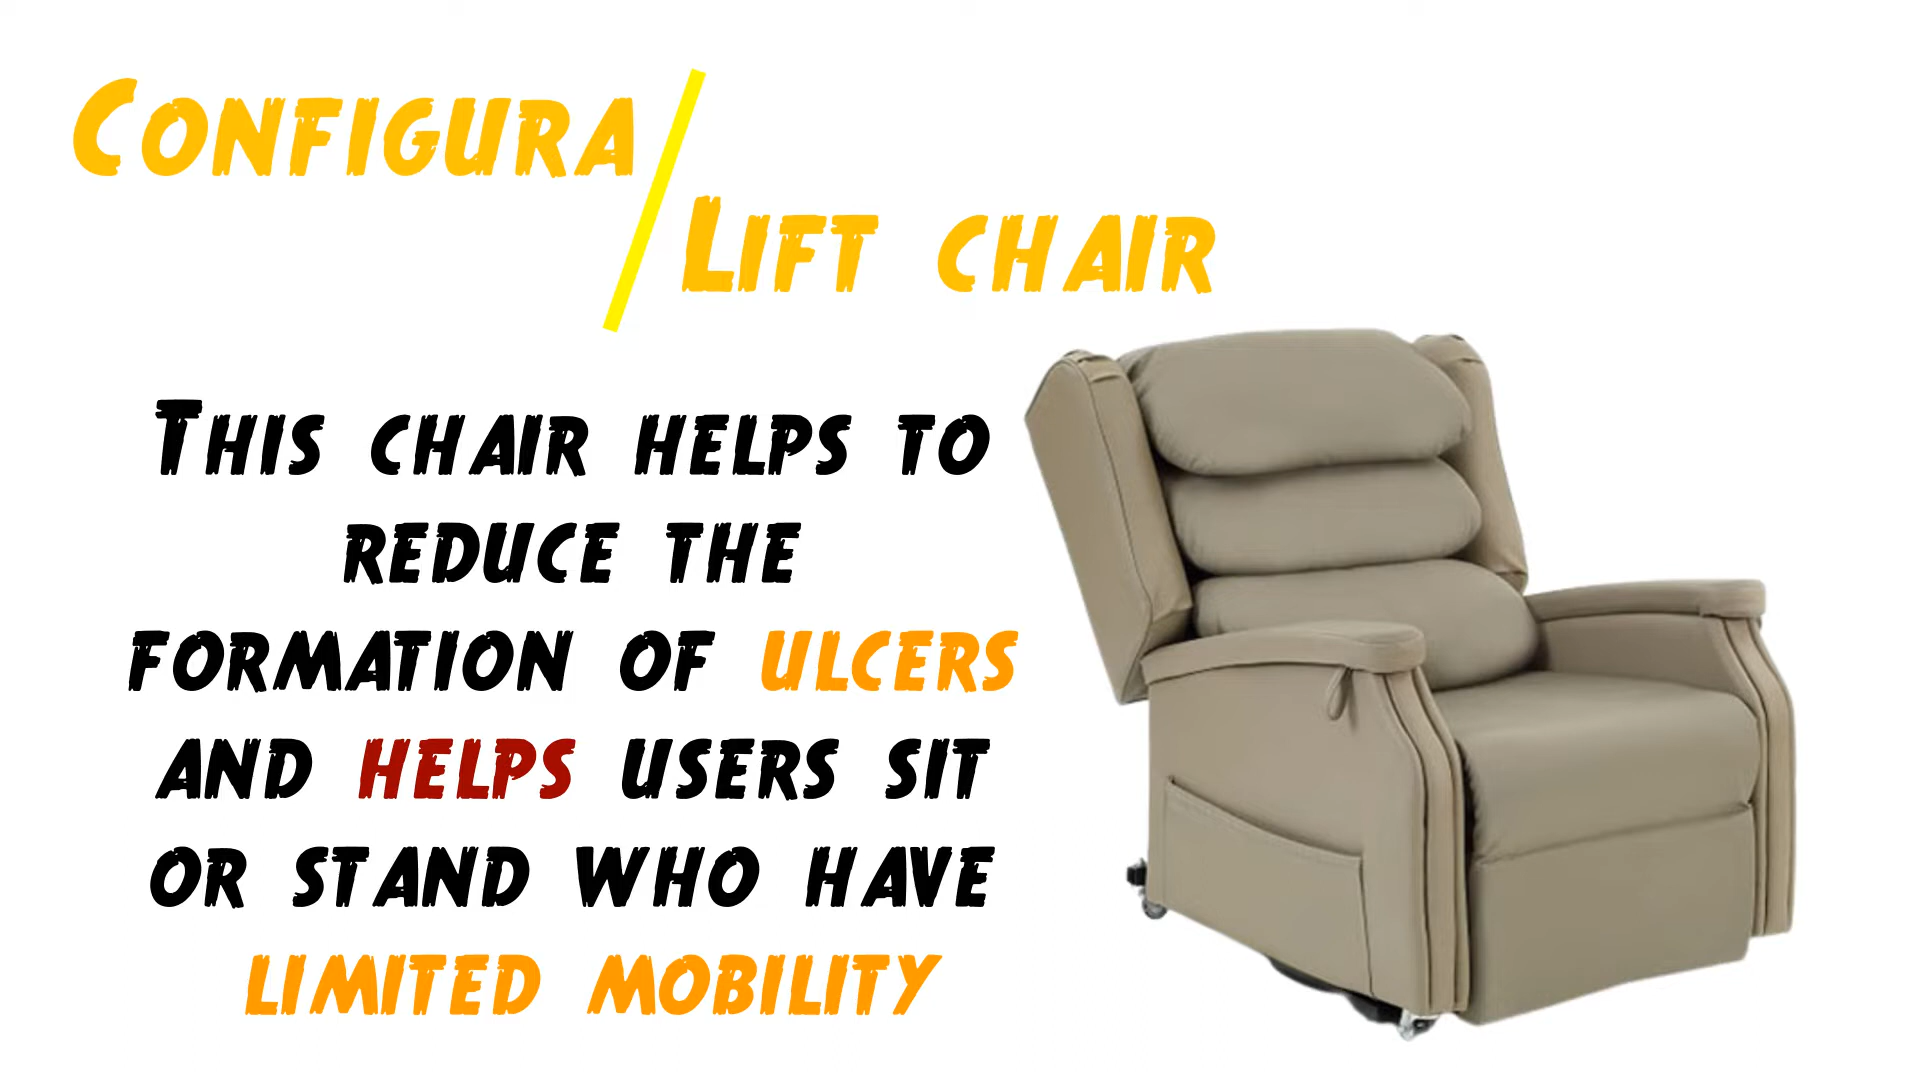 Configura/
Lift chair
This chair helps to
reduce the
formation of ulcers
and helps users sit
or stand who have
limited mobility